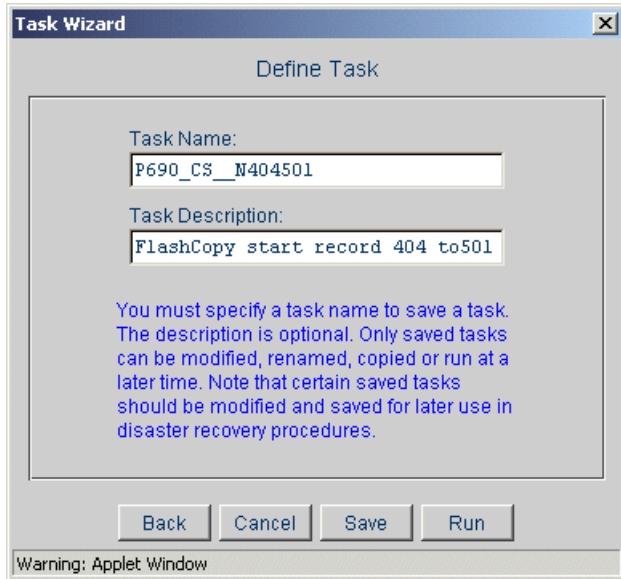 Task Wizard
Define Task
Task Name:
P690_CS__N404501
Task Description:
FlashCopy start record 404 to501
You must specify a task name to save a task.
The description is optional. Only saved tasks
can be modified, renamed, copied or run at a
later time. Note that certain saved tasks
should be modified and saved for later use in
disaster recovery procedures.
Back Cancel Save Run
Warning: Applet Window